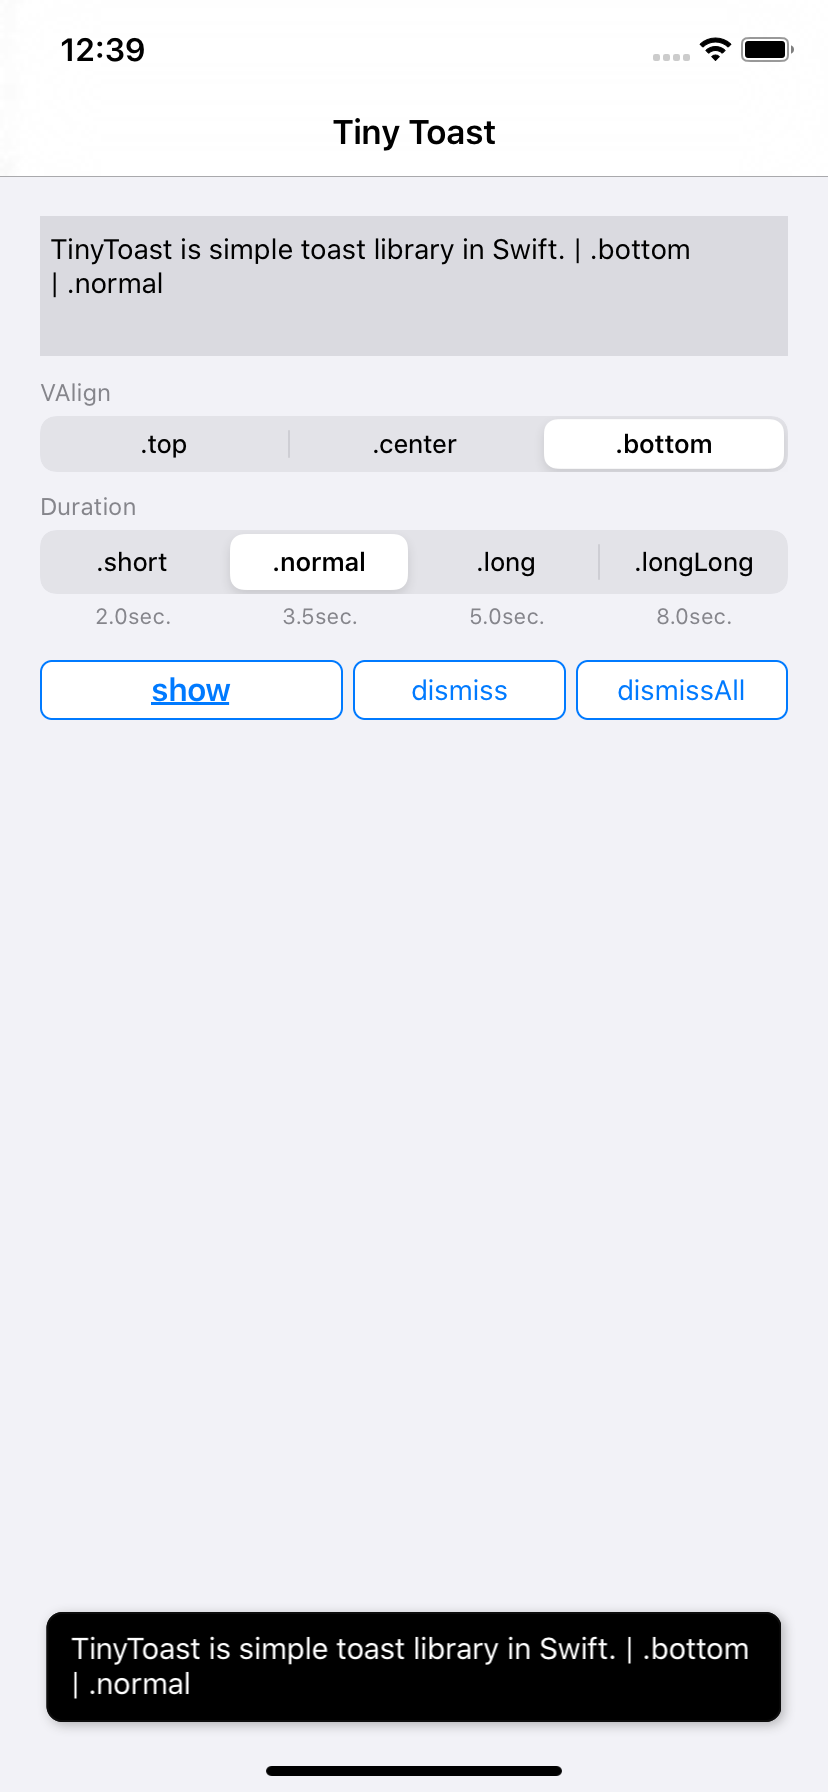 12:39
Tiny Toast
TinyToast is simple toast library in Swift. | .bottom
| .normal
VAlign
.top .center .bottom
Duration
.short .normal .long .longLong
2.0sec. 3.5sec. 5.0sec. 8.0sec.
show dismiss dismissAll
TinyToast is simple toast library in Swift. | .bottom
| .normal